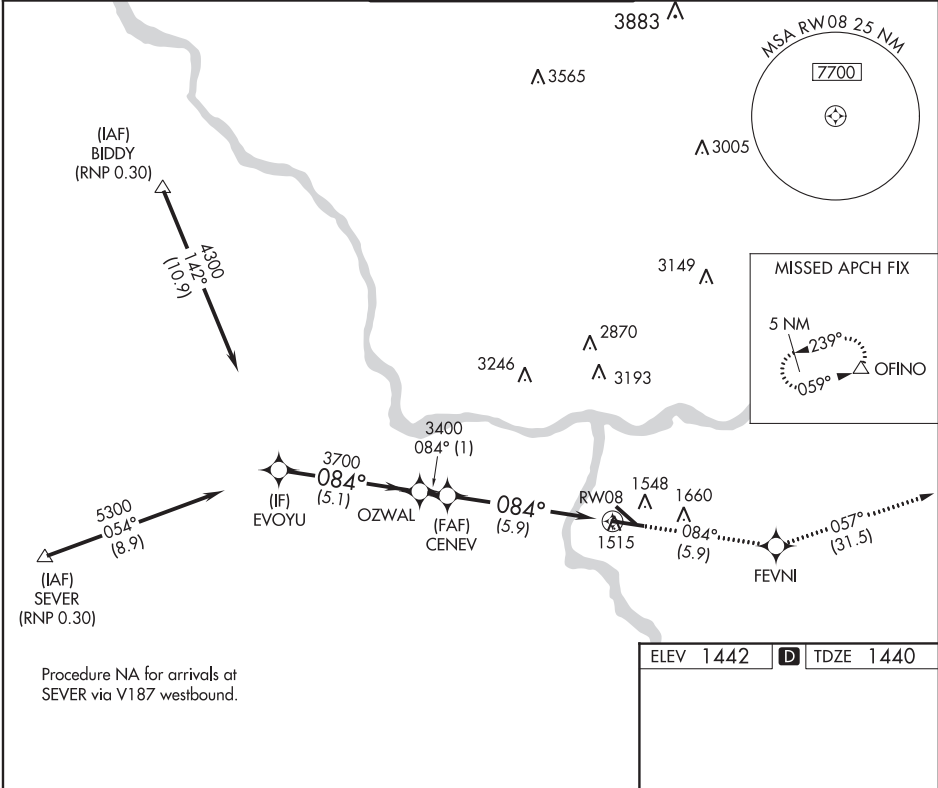 3883
3565
MSA RW08 25 NM
7700
3005
(IAF)
BIDDY
(RNP 0.30)
4300
142°
(10.9)
3149
MISSED APCH FIX
5 NM
239°
059°
OFINO
2870
3246
3193
3400
084° (1)
3700
084°
(5.1)
(IF)
EVOYU
OZWAL
(FAF)
CENEV
084°
(5.9)
RW08
1515
1548
1660
084°
(5.9)
FEVNI
057°
(31.5)
5300
054°
(8.9)
(IAF)
SEVER
(RNP 0.30)
Procedure NA for arrivals at
SEVER via V187 westbound.
ELEV 1442 D TDZE 1440